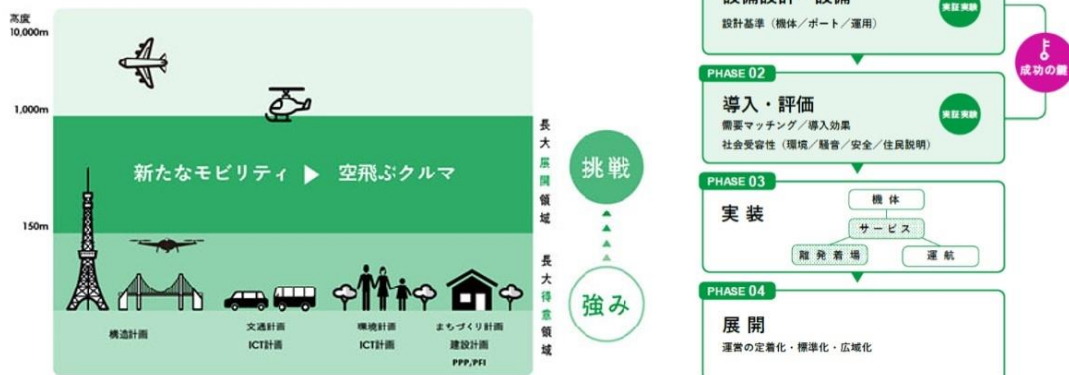 高度
10,000m
1,000m
150m
新たなモビリティ ▶ 空飛ぶクルマ
構造計画
交通計画
ICT計画
環境計画
ICT計画
まちづくり計画
建設計画
PPP/PFI
長大展開領域
長大得意領域
挑戦
強み
設計基準（機体／ポート／運用）
実証実験
成功の鍵
PHASE 02
導入・評価
需要マッチング／導入効果
社会受容性（環境／騒音／安全／住民説明）
実証実験
PHASE 03
実装
機体
サービス
離発着場
運航
PHASE 04
展開
運営の定着化・標準化・広域化